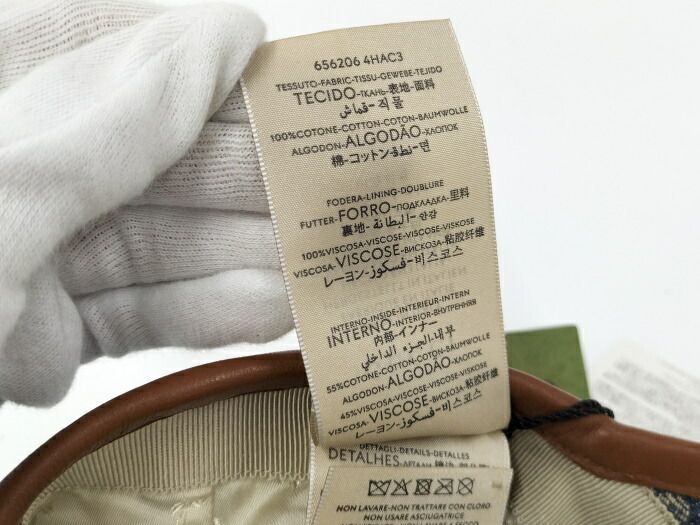 656206 4HAC3
TESSUTO-FABRIC-TISSU-GEWEBE-TEJIDO
TECIDO-ТКАНЬ-表地-面料
قماش-직물
100%COTONE-COTTON-COTON-BAUMWOLLE
ALGODON-ALGODÃO-ХЛОПОК
棉-コットン-قطن-면
FODERA-LINING-DOUBLURE
FUTTER-FORRO-ПОДКЛАДКА-里料
裏地-البطانة-안감
100%VISCOSA-VISCOSE-VISCOSE-VISKOSE
VISCOSA-VISCOSE-ВИСКОЗА-粘胶纤维
レーヨン-فسكوز-비스코스
INTERNO-INSIDE-INTERIEUR-INTERN
INTERNO-INTERIOR-ВНУТРЕННЯЯ
内部-インナー
الجزء الداخلي-내부
55%COTONE-COTTON-COTON-BAUMWOLLE
ALGODON-ALGODÃO-ХЛОПОК
45%VISCOSA-VISCOSE-VISCOSE-VISKOSE
VISCOSA-VISCOSE-ВИСКОЗА-粘胶纤维
レーヨン-فسكوز-비스코스
DETTAGLI-DETAILS
DETALHES-ДЕТАЛИ
NON LAVARE-NON TRATTARE CON CLORO
NON USARE ASCIUGATRICE